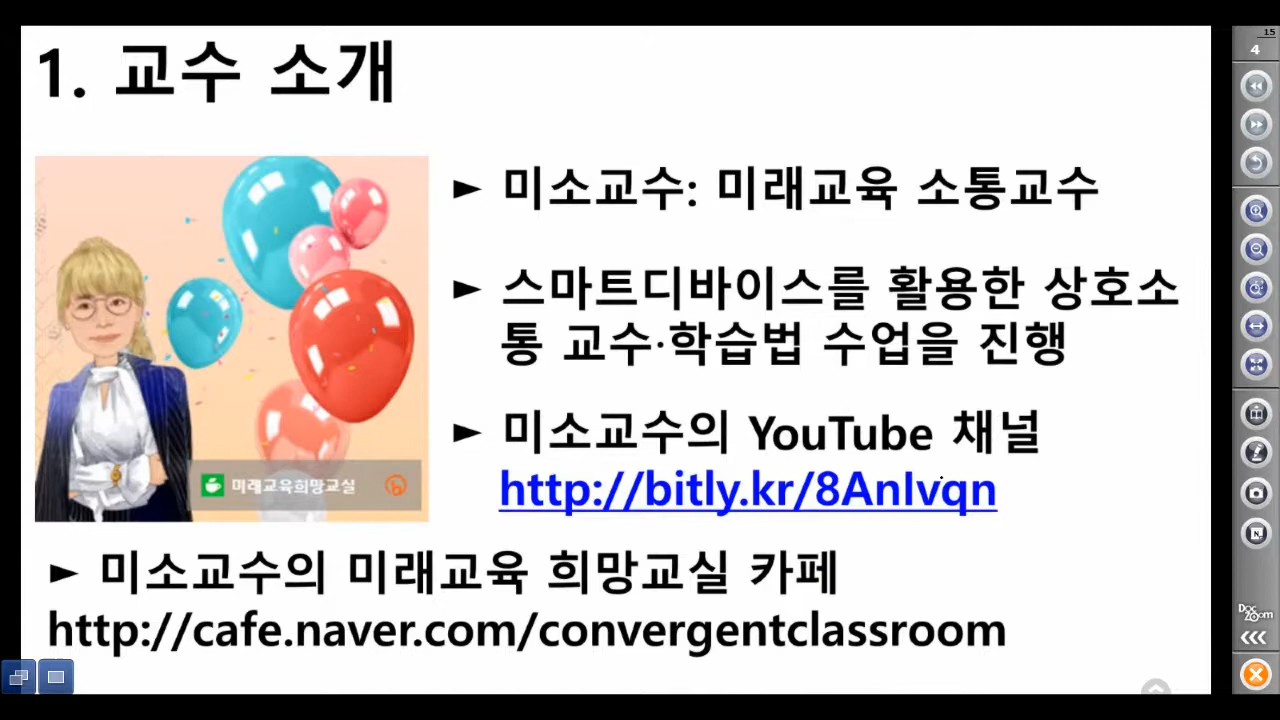 1. 교수 소개
► 미소교수: 미래교육 소통교수
► 스마트디바이스를 활용한 상호소
통 교수·학습법 수업을 진행
► 미소교수의 YouTube 채널
http://bitly.kr/8AnIvqn
미래교육희망교실
► 미소교수의 미래교육 희망교실 카페
http://cafe.naver.com/convergentclassroom
15
4
DocZoom